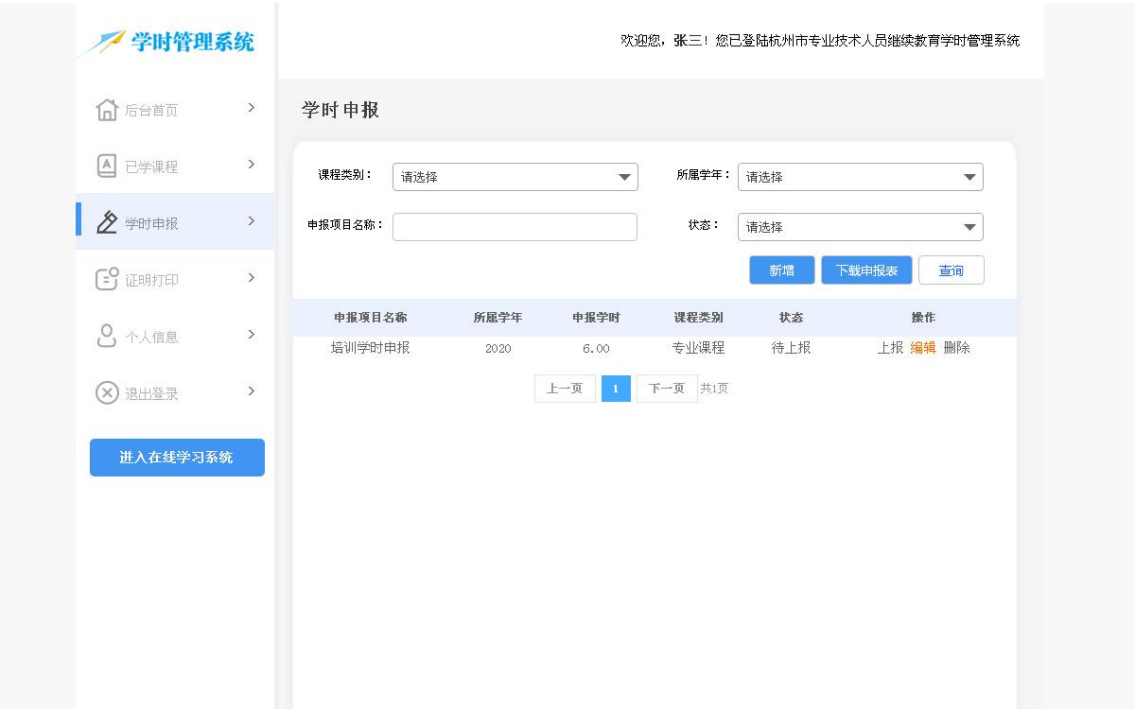 学时管理系统
欢迎您，张三！您已登陆杭州市专业技术人员继续教育学时管理系统
后台首页
已学课程
学时申报
证明打印
个人信息
退出登录
进入在线学习系统
学时申报
课程类别： 请选择 所属学年： 请选择
申报项目名称： 状态： 请选择
新增 下载申报表 查询
申报项目名称 所属学年 申报学时 课程类别 状态 操作
培训学时申报 2020 6.00 专业课程 待上报 上报 编辑 删除
上一页 1 下一页 共1页